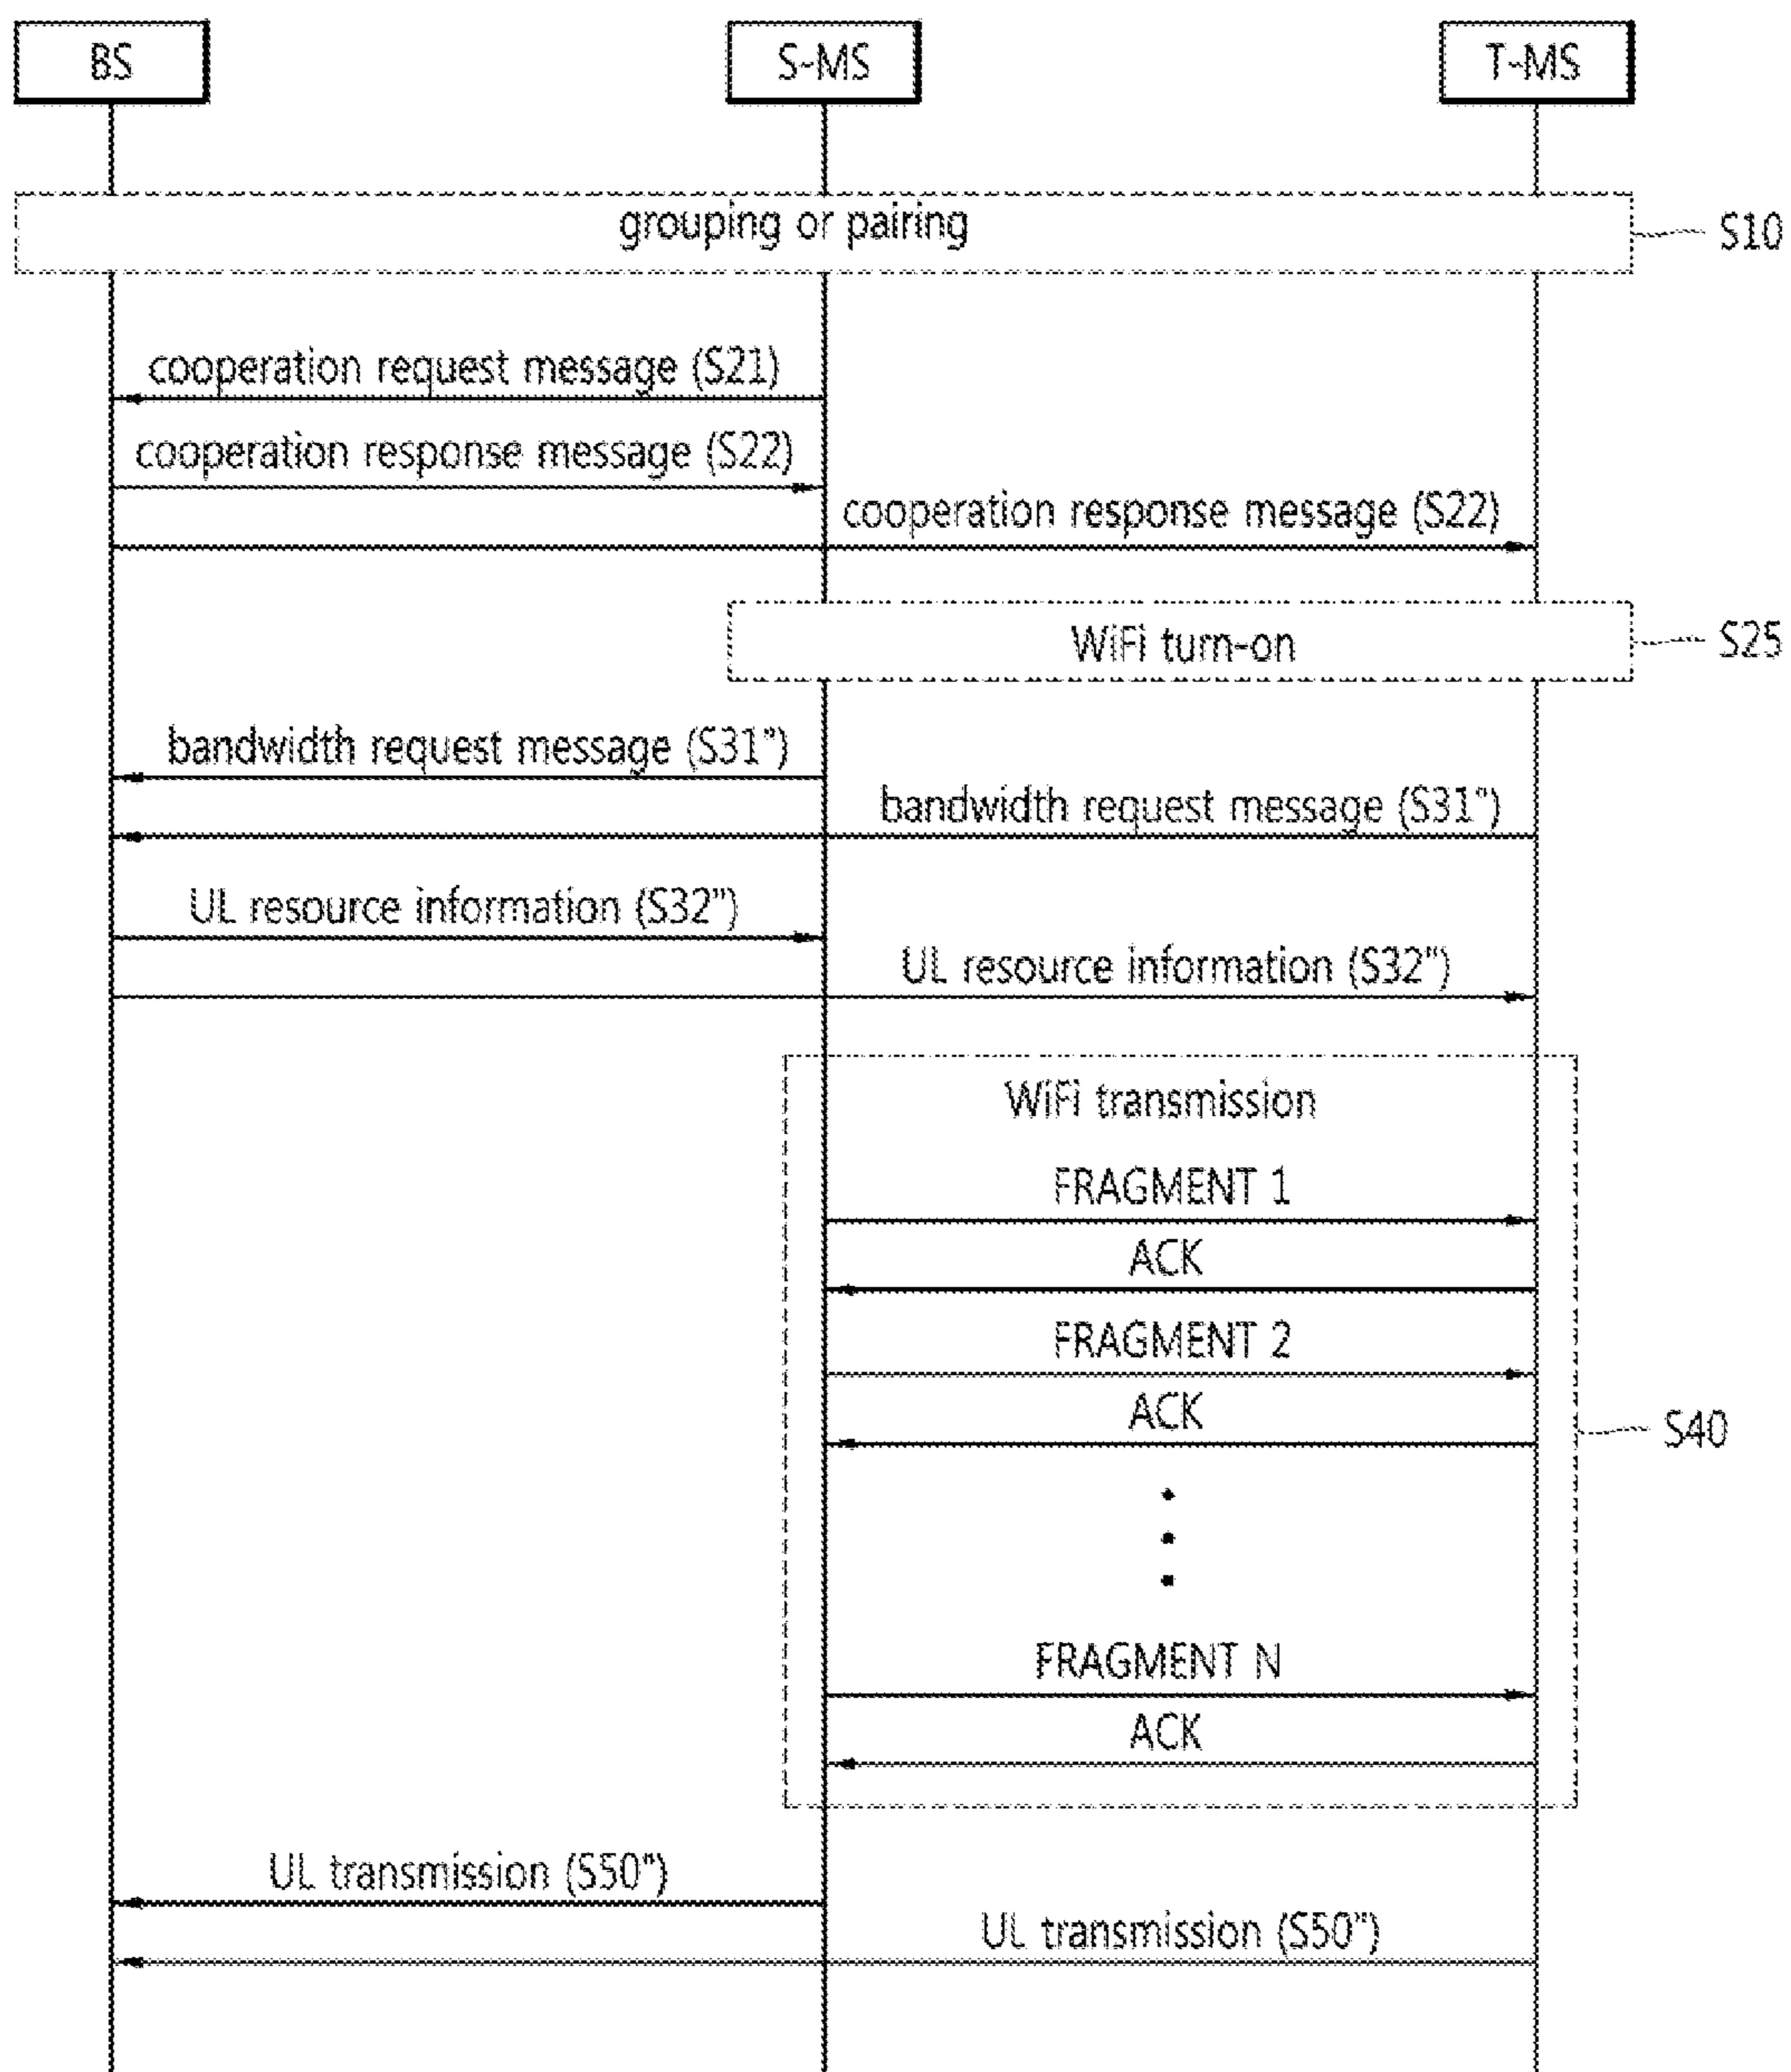 BS
S-MS
T-MS
grouping or pairing
S10
cooperation request message (S21)
cooperation response message (S22)
cooperation response message (S22)
WiFi turn-on
S25
bandwidth request message (S31")
bandwidth request message (S31")
UL resource information (S32")
UL resource information (S32")
WiFi transmission
FRAGMENT 1
ACK
FRAGMENT 2
ACK
S40
FRAGMENT N
ACK
UL transmission (S50")
UL transmission (S50")